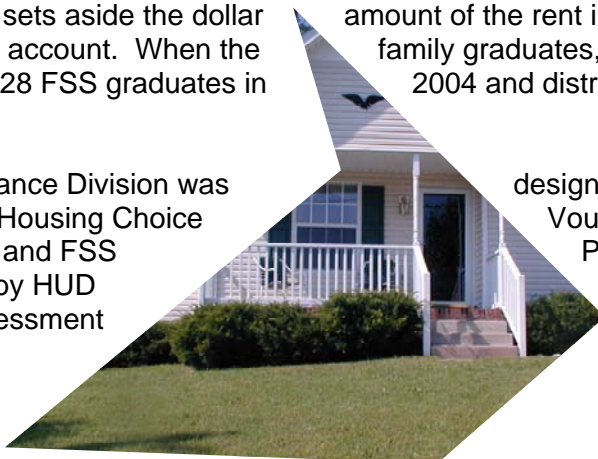 sets aside the dollar amount of the rent i
account. When the family graduates,
28 FSS graduates in 2004 and distr
ance Division was design
Housing Choice Vou
and FSS P
by HUD
essment